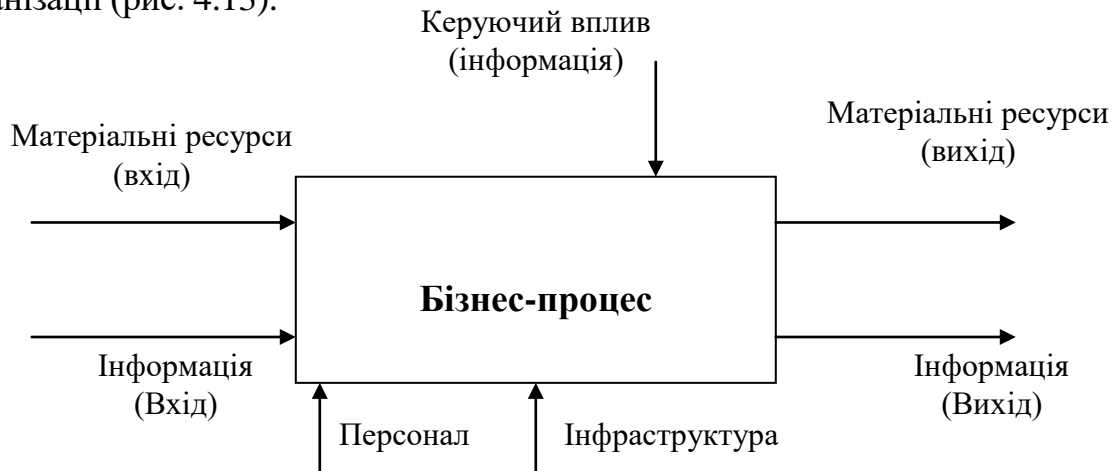 (рис. 4.13).
Керуючий вплив
(інформація)
Матеріальні ресурси
(вхід)
Матеріальні ресурси
(вихід)
Бізнес-процес
Інформація
(Вхід)
Інформація
(Вихід)
Персонал
Інфраструктура